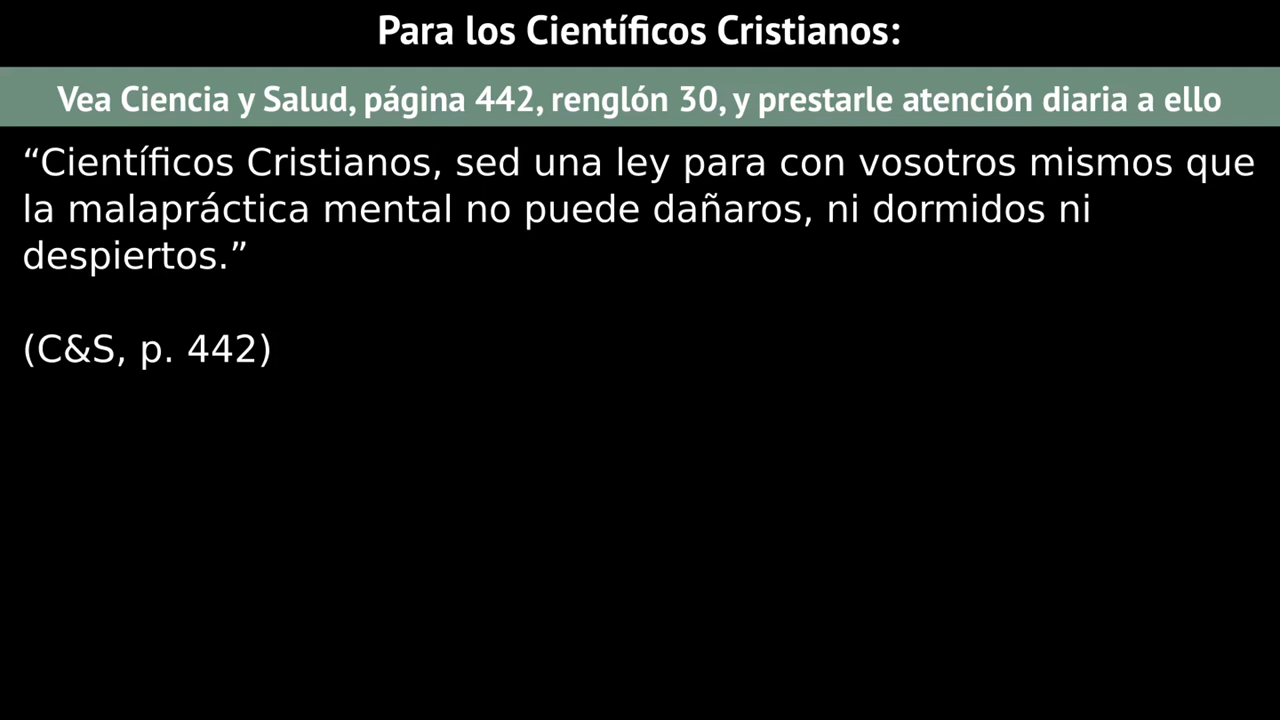 Para los Científicos Cristianos:
Vea Ciencia y Salud, página 442, renglón 30, y prestarle atención diaria a ello
“Científicos Cristianos, sed una ley para con vosotros mismos que
la malapráctica mental no puede dañaros, ni dormidos ni
despiertos.”
(C&S, p. 442)